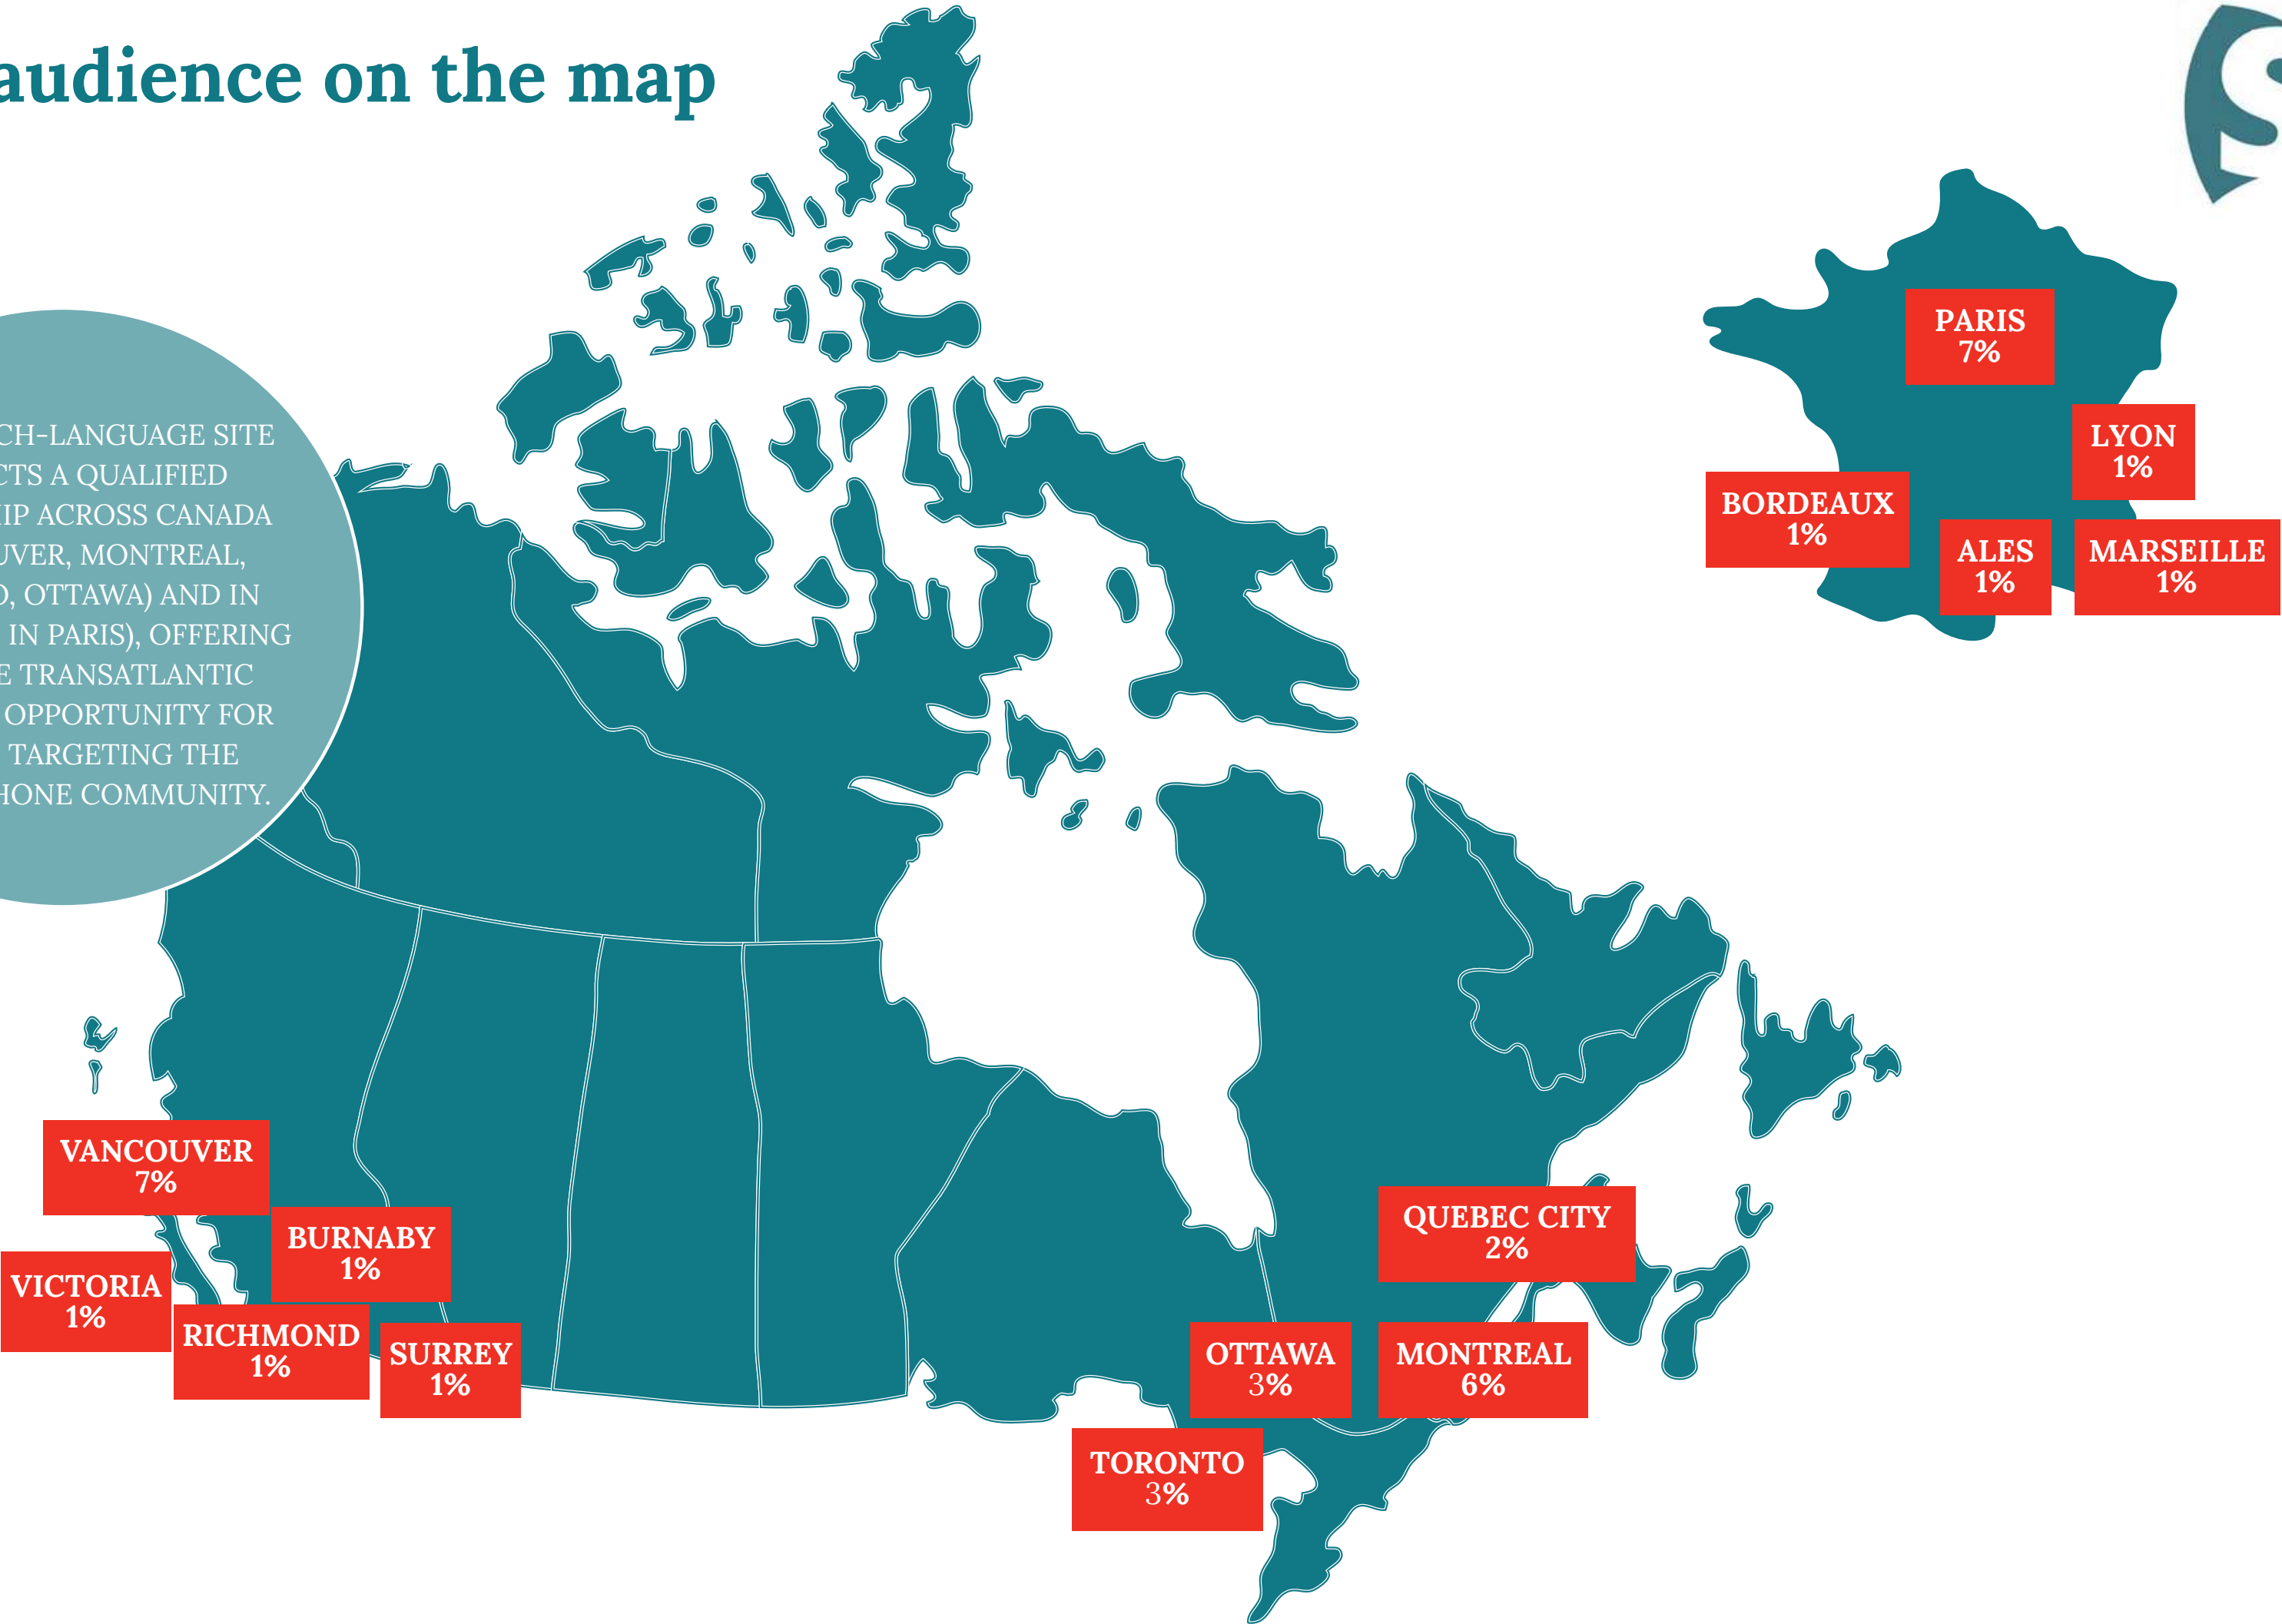 audience on the map
CH-LANGUAGE SITE
CTS A QUALIFIED
IP ACROSS CANADA
UVER, MONTREAL,
O, OTTAWA) AND IN
IN PARIS), OFFERING
E TRANSATLANTIC
OPPORTUNITY FOR
TARGETING THE
HONE COMMUNITY.
PARIS
7%
LYON
1%
BORDEAUX
1%
ALES
1%
MARSEILLE
1%
VANCOUVER
7%
BURNABY
1%
VICTORIA
1%
RICHMOND
1%
SURREY
1%
QUEBEC CITY
2%
OTTAWA
3%
MONTREAL
6%
TORONTO
3%